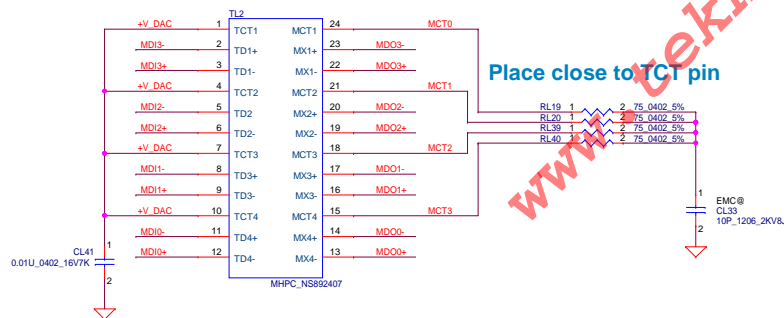 TL2
+V_DAC 1 TCT1 MCT1 24 MCT0
MDI3- 2 TD1+ MX1+ 23 MDO3-
MDI3+ 3 TD1- MX1- 22 MDO3+
Place close to TCT pin
+V_DAC 4 TCT2 MCT2 21 MCT1
MDI2- 5 TD2 MX2+ 20 MDO2-
MDI2+ 6 TD2- MX2- 19 MDO2+
+V_DAC 7 TCT3 MCT3 18 MCT2
MDI1- 8 TD3+ MX3+ 17 MDO1-
MDI1+ 9 TD3- MX3- 16 MDO1+
+V_DAC 10 TCT4 MCT4 15 MCT3
MDI0- 11 TD4+ MX4+ 14 MDO0-
MDI0+ 12 TD4- MX4- 13 MDO0+
MHPC_NS892407
RL19 1 2 75_0402_5%
RL20 1 2 75_0402_5%
RL39 1 2 75_0402_5%
RL40 1 2 75_0402_5%
1
EMC@
CL33
10P_1206_2KV8J
2
CL41
0.01U_0402_16V7K
1
2
www.tekn